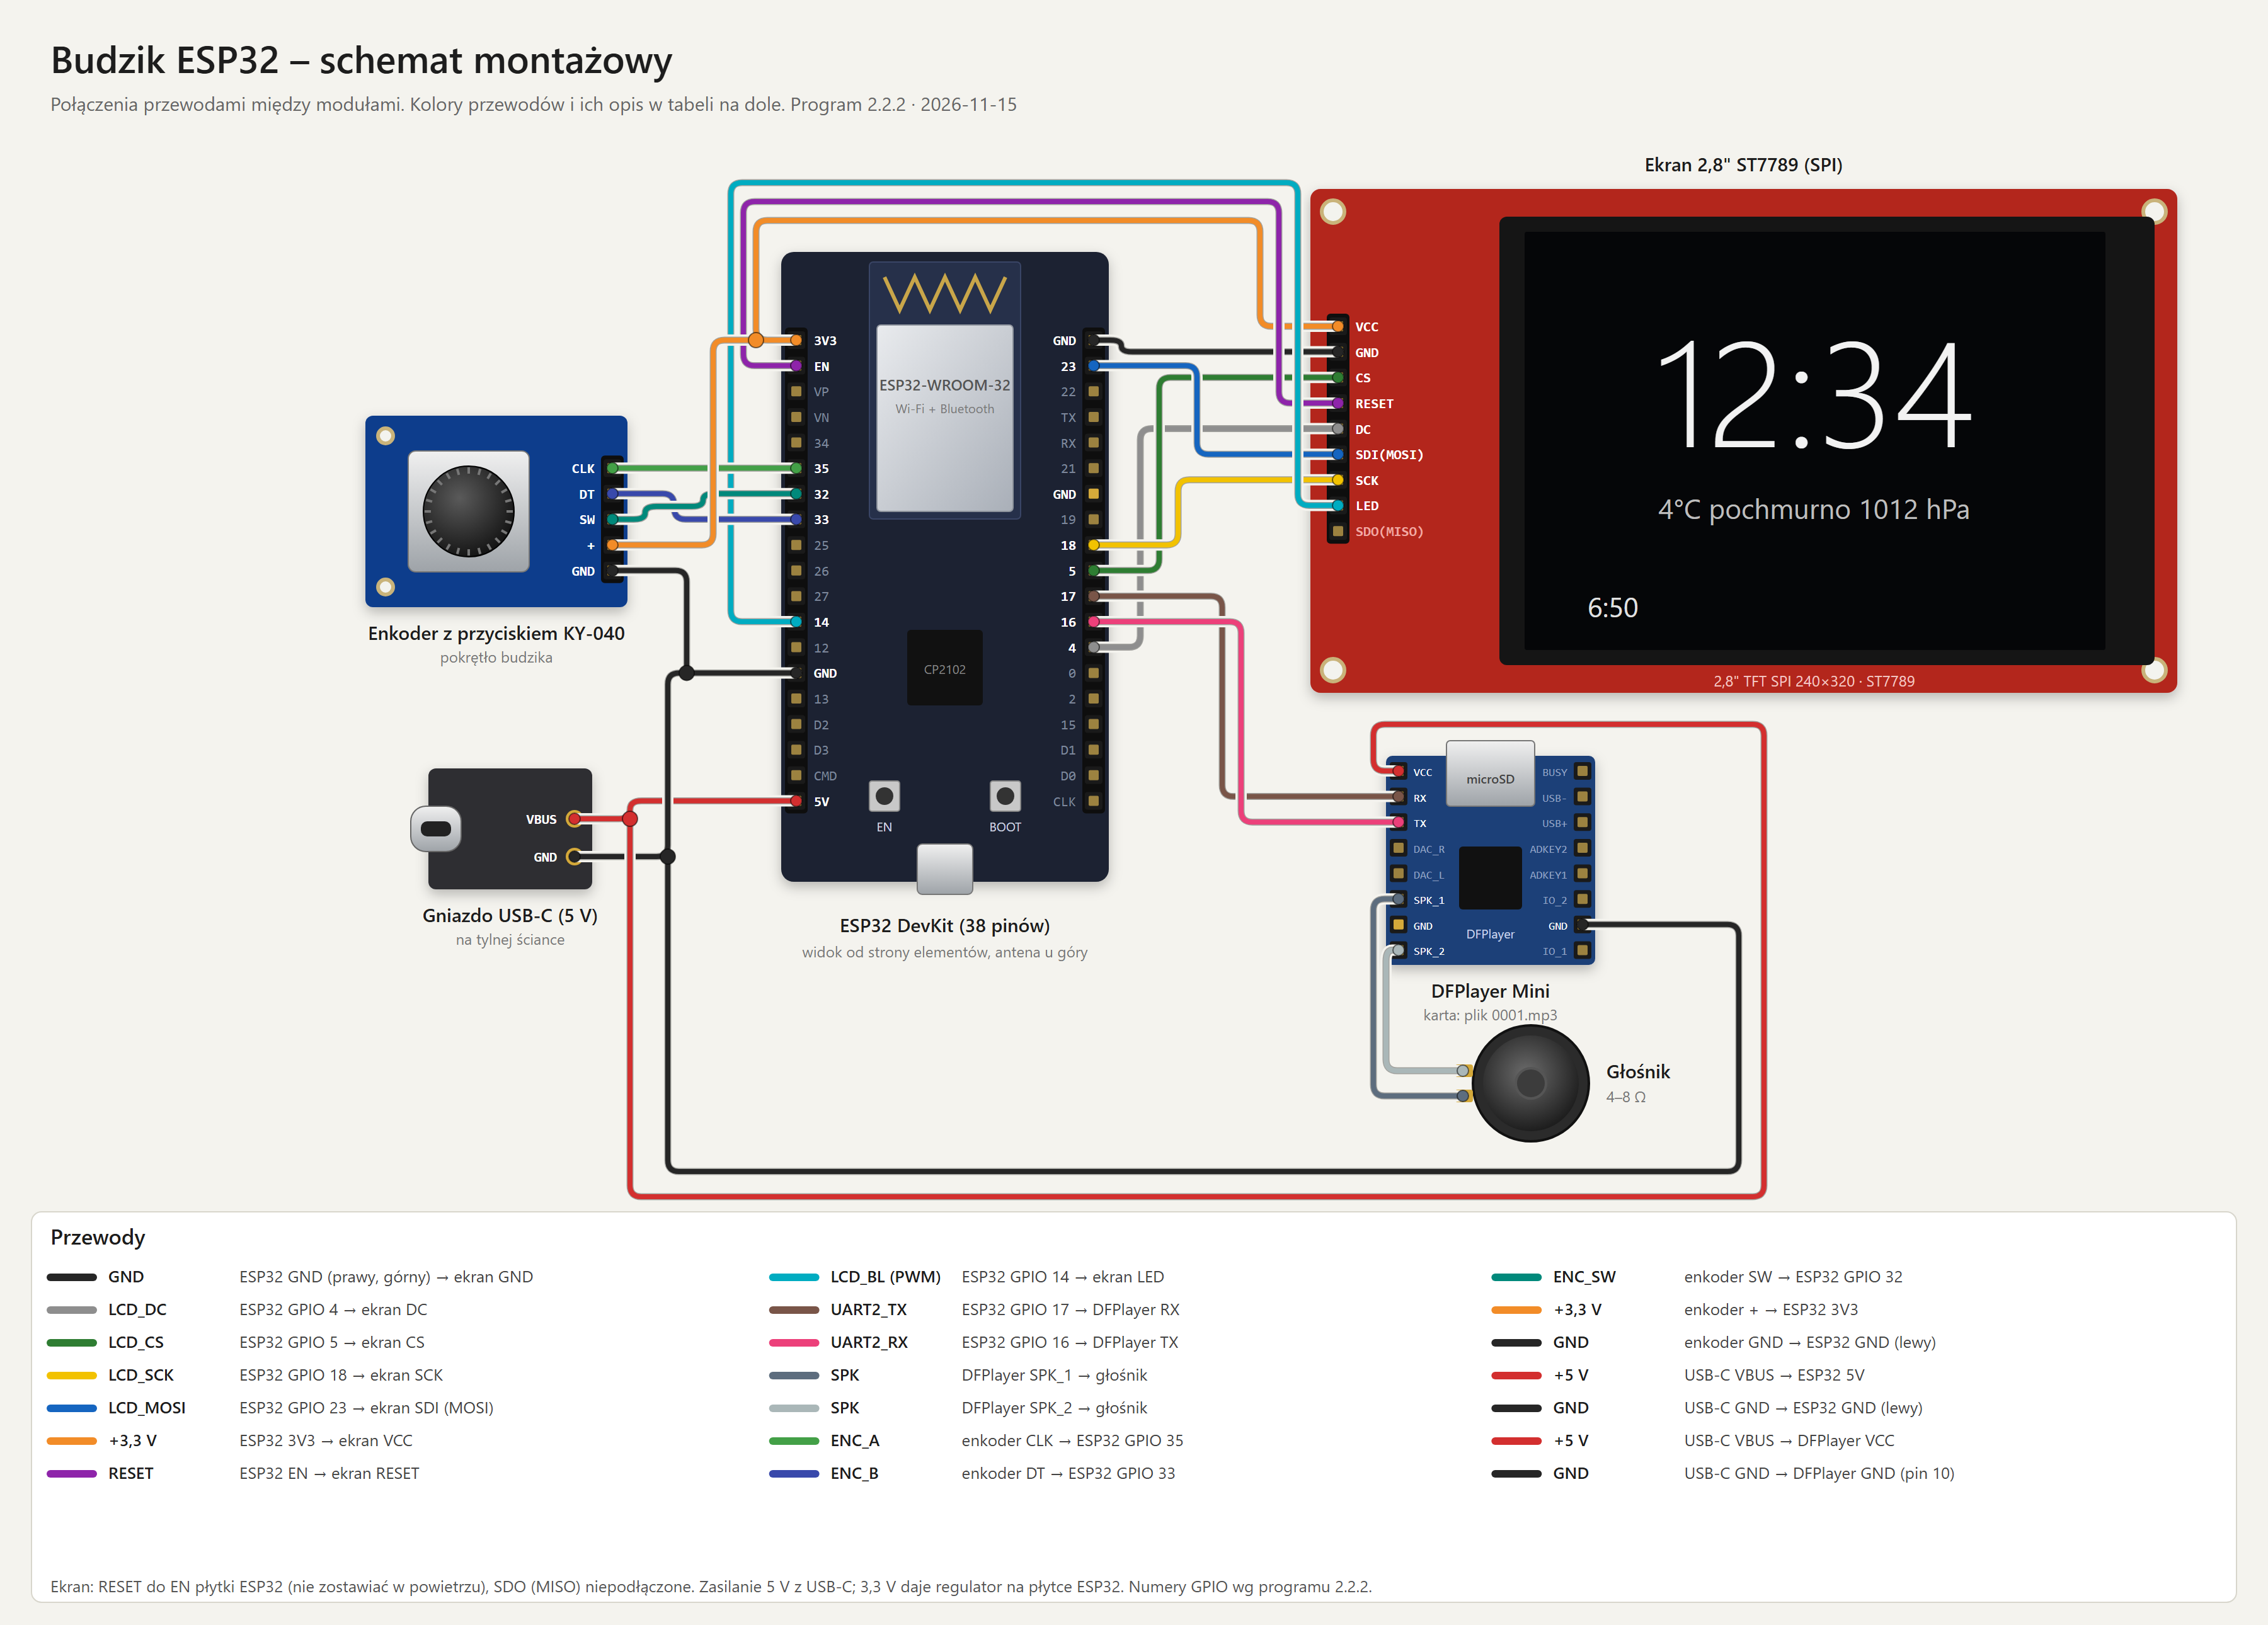 Budzik ESP32 – schemat montażowy
Połączenia przewodami między modułami. Kolory przewodów i ich opis w tabeli na dole. Program 2.2.2 · 2026-11-15
Ekran 2,8" ST7789 (SPI)
VCC
GND
CS
RESET
DC
SDI(MOSI)
SCK
LED
SDO(MISO)
12:34
4°C pochmurno 1012 hPa
6:50
2,8" TFT SPI 240×320 · ST7789
ESP32-WROOM-32
Wi-Fi + Bluetooth
3V3
EN
VP
VN
34
35
32
33
25
26
27
14
12
GND
13
D2
D3
CMD
5V
GND
23
22
TX
RX
21
GND
19
18
5
17
16
4
0
2
15
D1
D0
CLK
CP2102
EN
BOOT
ESP32 DevKit (38 pinów)
widok od strony elementów, antena u góry
CLK
DT
SW
+
GND
Enkoder z przyciskiem KY-040
pokrętło budzika
VBUS
GND
Gniazdo USB-C (5 V)
na tylnej ściance
microSD
VCC
RX
TX
DAC_R
DAC_L
SPK_1
GND
SPK_2
BUSY
USB-
USB+
ADKEY2
ADKEY1
IO_2
GND
IO_1
DFPlayer
DFPlayer Mini
karta: plik 0001.mp3
Głośnik
4–8 Ω
Przewody
GND ESP32 GND (prawy, górny) → ekran GND
LCD_DC ESP32 GPIO 4 → ekran DC
LCD_CS ESP32 GPIO 5 → ekran CS
LCD_SCK ESP32 GPIO 18 → ekran SCK
LCD_MOSI ESP32 GPIO 23 → ekran SDI (MOSI)
+3,3 V ESP32 3V3 → ekran VCC
RESET ESP32 EN → ekran RESET
LCD_BL (PWM) ESP32 GPIO 14 → ekran LED
UART2_TX ESP32 GPIO 17 → DFPlayer RX
UART2_RX ESP32 GPIO 16 → DFPlayer TX
SPK DFPlayer SPK_1 → głośnik
SPK DFPlayer SPK_2 → głośnik
ENC_A enkoder CLK → ESP32 GPIO 35
ENC_B enkoder DT → ESP32 GPIO 33
ENC_SW enkoder SW → ESP32 GPIO 32
+3,3 V enkoder + → ESP32 3V3
GND enkoder GND → ESP32 GND (lewy)
+5 V USB-C VBUS → ESP32 5V
GND USB-C GND → ESP32 GND (lewy)
+5 V USB-C VBUS → DFPlayer VCC
GND USB-C GND → DFPlayer GND (pin 10)
Ekran: RESET do EN płytki ESP32 (nie zostawiać w powietrzu), SDO (MISO) niepodłączone. Zasilanie 5 V z USB-C; 3,3 V daje regulator na płytce ESP32. Numery GPIO wg programu 2.2.2.